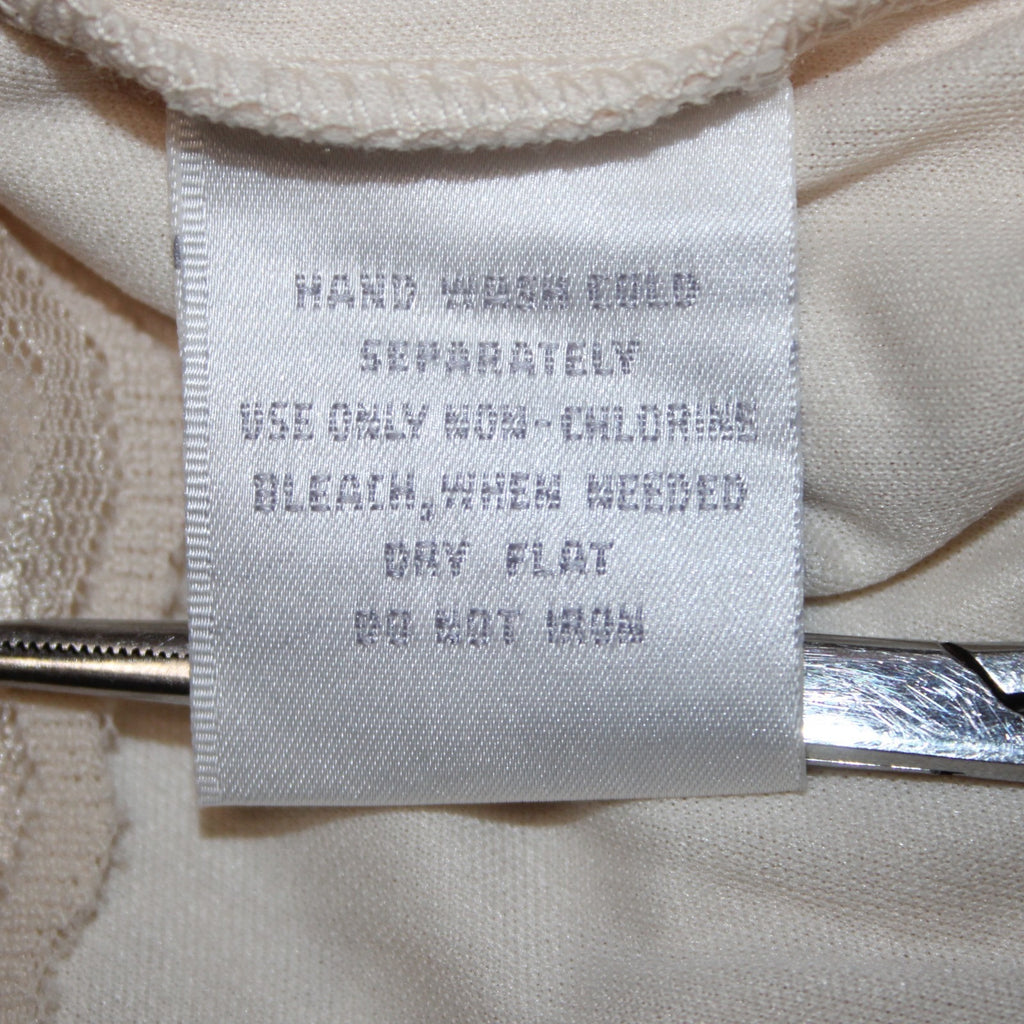 HAND WASH COLD
SEPARATELY
USE ONLY NON-CHLORINE
BLEACH, WHEN NEEDED
DRY FLAT
DO NOT IRON